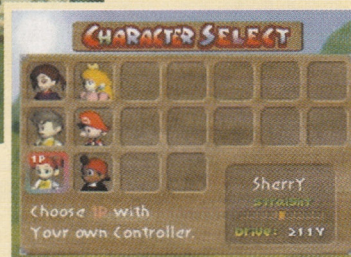 CHARACTER SELECT
1P
Sherry
Straight
Choose 1P with
Your own Controller.
Drive: 211Y